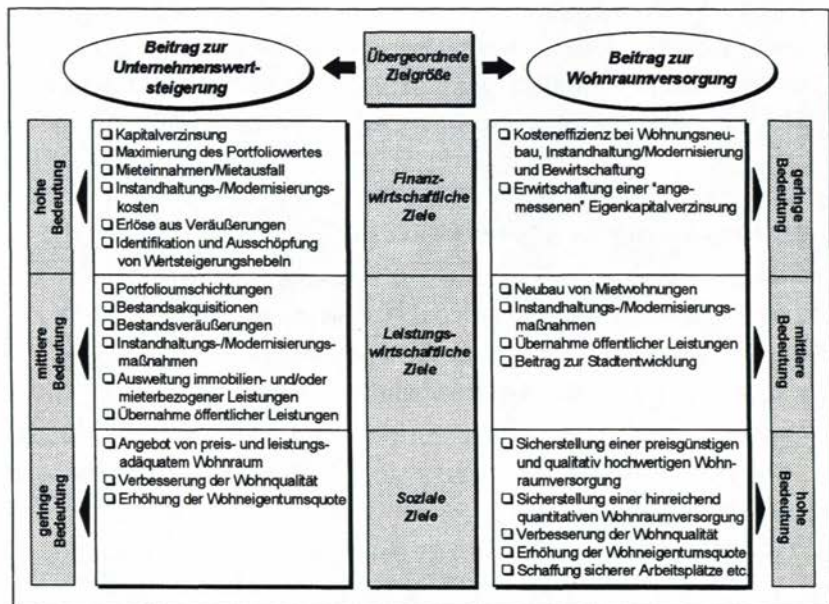 Beitrag zur
Unternehmenswert-
steigerung
Übergeordnete
Zielgröße
Beitrag zur
Wohnraumversorgung
hohe
Bedeutung
❑ Kapitalverzinsung
❑ Maximierung des Portfoliowertes
❑ Mieteinnahmen/Mietausfall
❑ Instandhaltungs-/Modernisierungs-
kosten
❑ Erlöse aus Veräußerungen
❑ Identifikation und Ausschöpfung
von Wertsteigerungshebeln
Finanz-
wirtschaftliche
Ziele
❑ Kosteneffizienz bei Wohnungsneu-
bau, Instandhaltung/Modernisierung
und Bewirtschaftung
❑ Erwirtschaftung einer "ange-
messenen" Eigenkapitalverzinsung
geringe
Bedeutung
mittlere
Bedeutung
❑ Portfolioumschichtungen
❑ Bestandsakquisitionen
❑ Bestandsveräußerungen
❑ Instandhaltungs-/Modernisierungs-
maßnahmen
❑ Ausweitung immobilien- und/oder
mieterbezogener Leistungen
❑ Übernahme öffentlicher Leistungen
Leistungs-
wirtschaftliche
Ziele
❑ Neubau von Mietwohnungen
❑ Instandhaltungs-/Modernisierungs-
maßnahmen
❑ Übernahme öffentlicher Leistungen
❑ Beitrag zur Stadtentwicklung
mittlere
Bedeutung
geringe
Bedeutung
❑ Angebot von preis- und leistungs-
adäquatem Wohnraum
❑ Verbesserung der Wohnqualität
❑ Erhöhung der Wohneigentumsquote
Soziale
Ziele
❑ Sicherstellung einer preisgünstigen
und qualitativ hochwertigen Wohn-
raumversorgung
❑ Sicherstellung einer hinreichend
quantitativen Wohnraumversorgung
❑ Verbesserung der Wohnqualität
❑ Erhöhung der Wohneigentumsquote
❑ Schaffung sicherer Arbeitsplätze etc.
hohe
Bedeutung